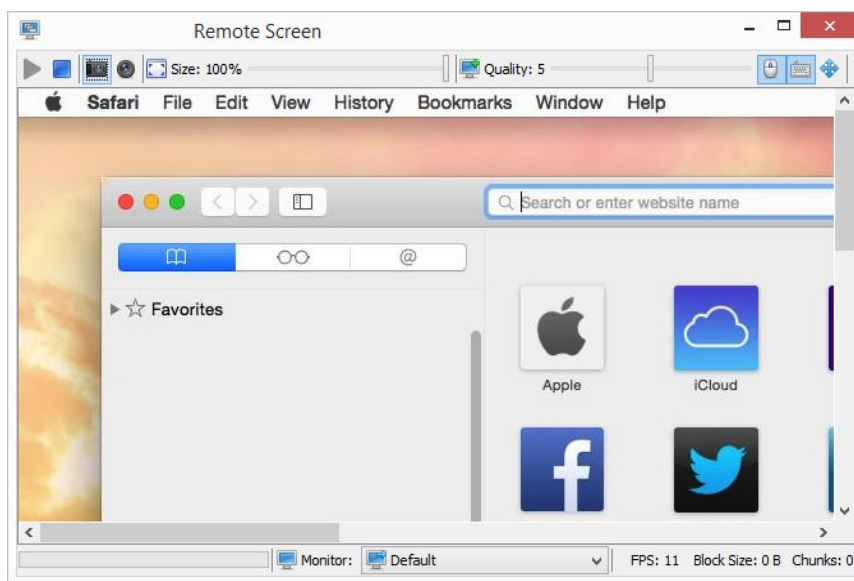 Remote Screen
Size: 100% Quality: 5
Safari File Edit View History Bookmarks Window Help
Search or enter website name
@
Favorites
Apple iCloud
f
Monitor: Default FPS: 11 Block Size: 0 B Chunks: 0